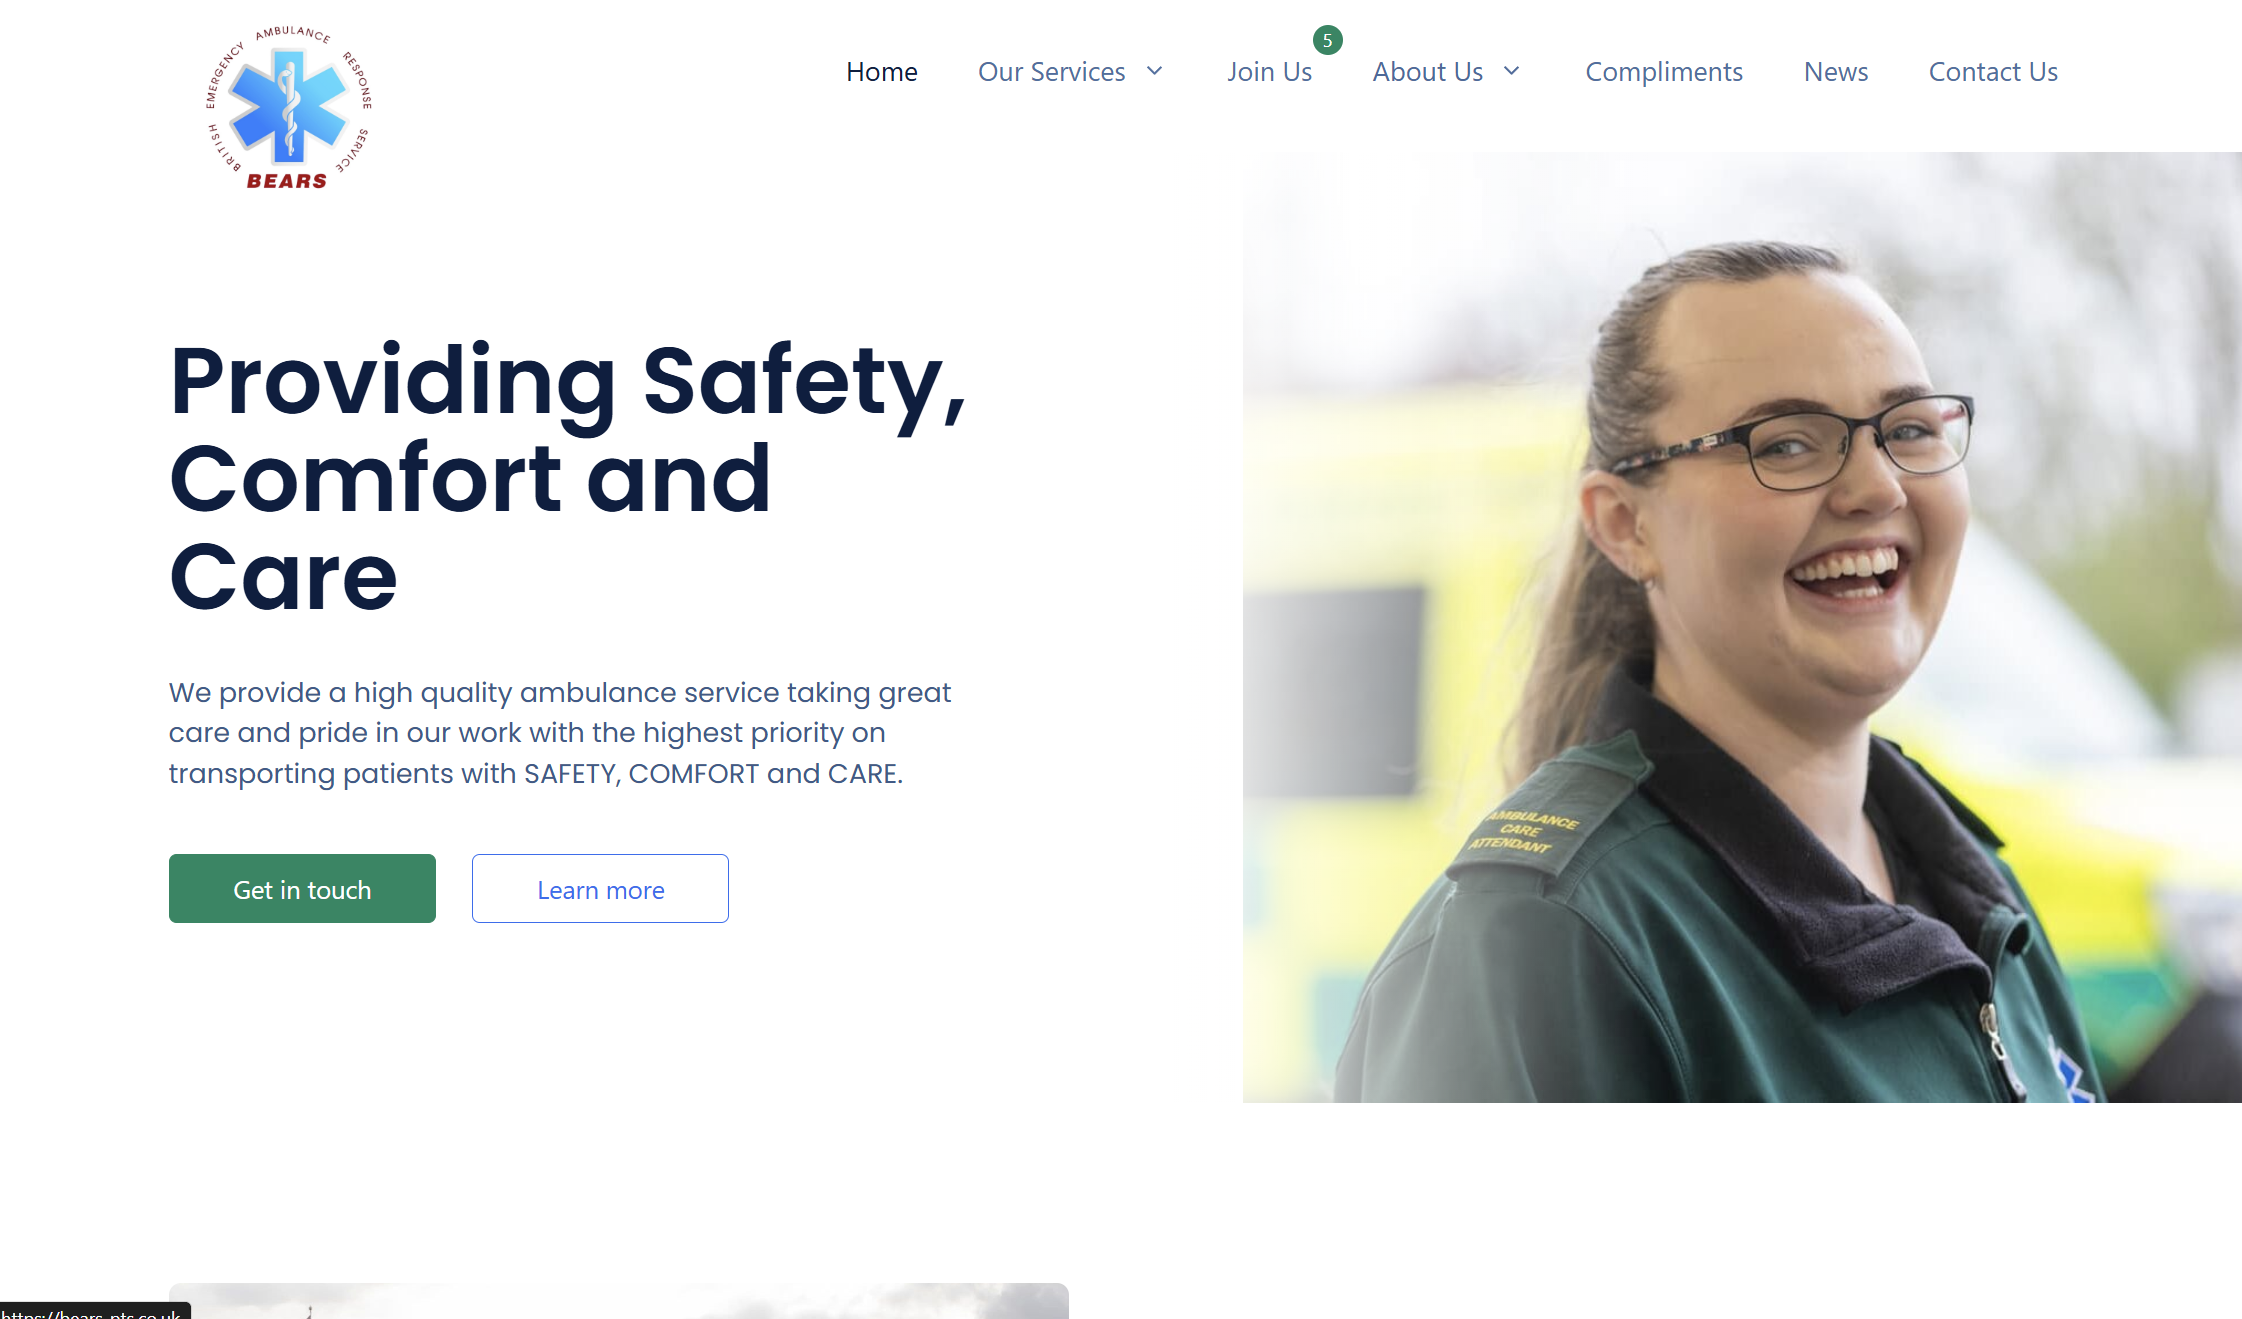 BRITISH EMERGENCY AMBULANCE RESPONSE SERVICE
BEARS
Home
Our Services
Join Us
5
About Us
Compliments
News
Contact Us
Providing Safety,
Comfort and
Care
We provide a high quality ambulance service taking great
care and pride in our work with the highest priority on
transporting patients with SAFETY, COMFORT and CARE.
Get in touch
Learn more
AMBULANCE
CARE
ATTENDANT
https://bears-pts.co.uk